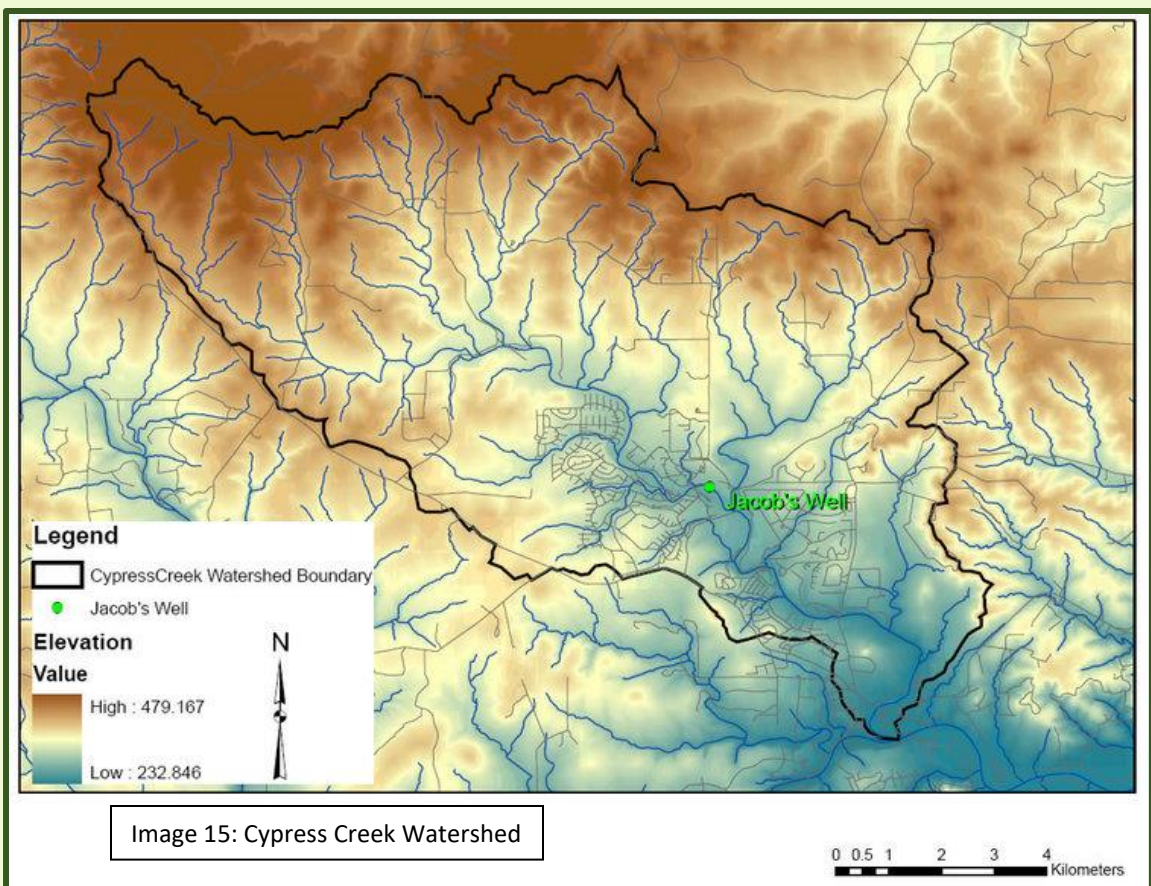 Jacob's Well
Legend
CypressCreek Watershed Boundary
Jacob's Well
Elevation
Value
High : 479.167
Low : 232.846
N
Image 15: Cypress Creek Watershed
0 0.5 1 2 3 4
Kilometers